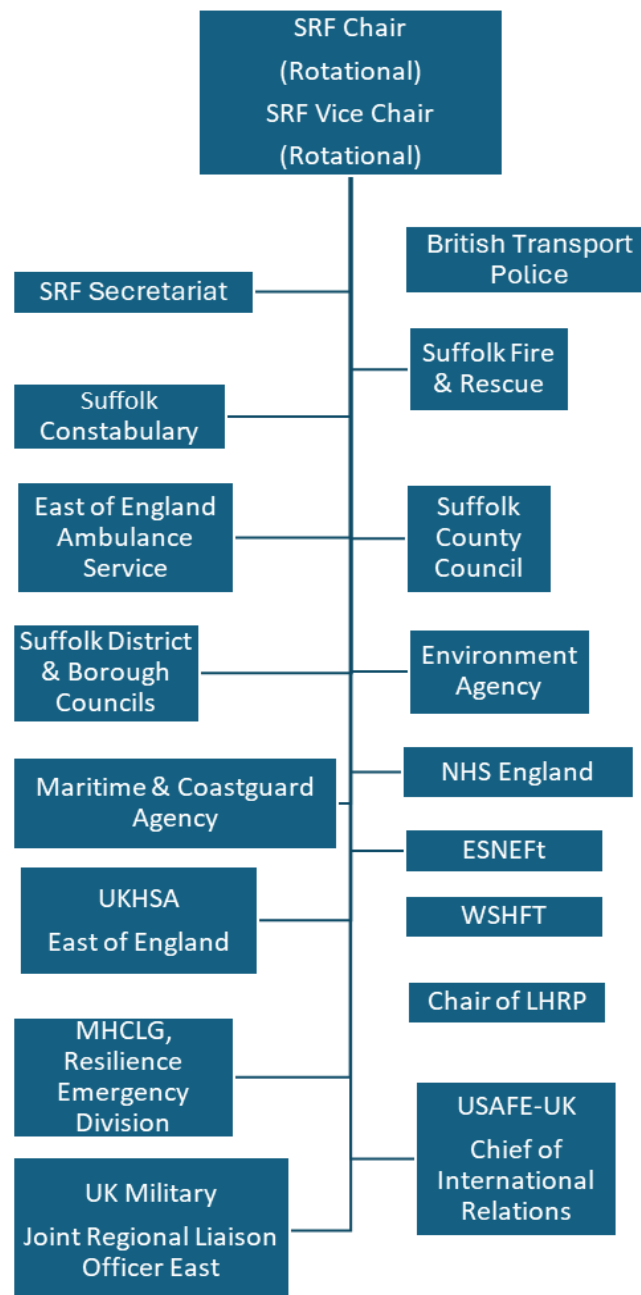 SRF Chair
(Rotational)
SRF Vice Chair
(Rotational)
British Transport
Police
SRF Secretariat
Suffolk Fire
& Rescue
Suffolk
Constabulary
East of England
Ambulance
Service
Suffolk
County
Council
Suffolk District
& Borough
Councils
Environment
Agency
Maritime & Coastguard
Agency
NHS England
ESNEFt
UKHSA
East of England
WSHFT
Chair of LHRP
MHCLG,
Resilience
Emergency
Division
USAFE-UK
Chief of
International
Relations
UK Military
Joint Regional Liaison
Officer East